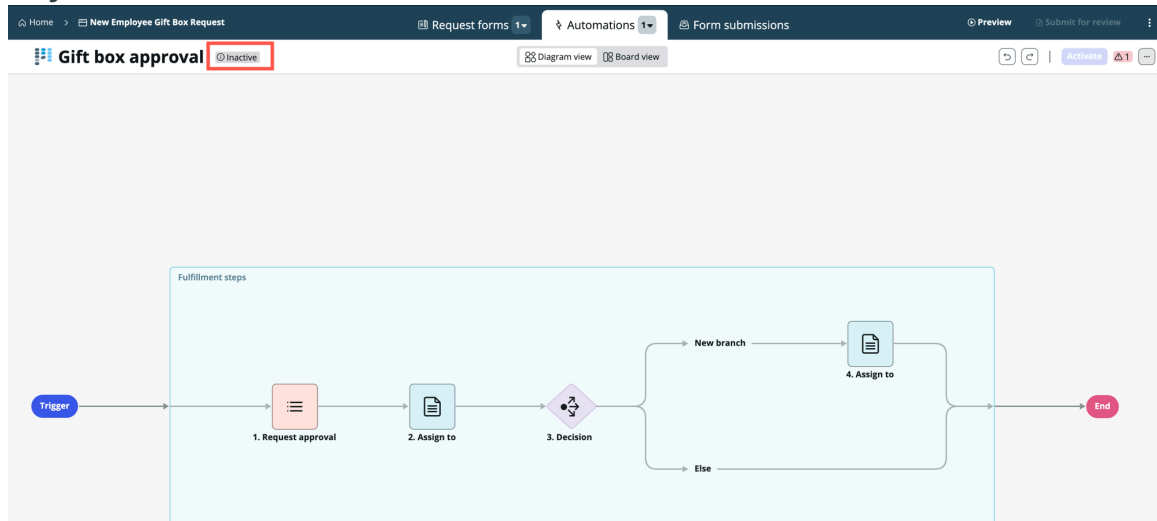 Home > New Employee Gift Box Request
Request forms 1
Automations 1
Form submissions
Preview
Submit for review
Gift box approval
Inactive
Diagram view
Board view
Activate
1
Fulfillment steps
New branch
4. Assign to
Trigger
1. Request approval
2. Assign to
3. Decision
End
Else